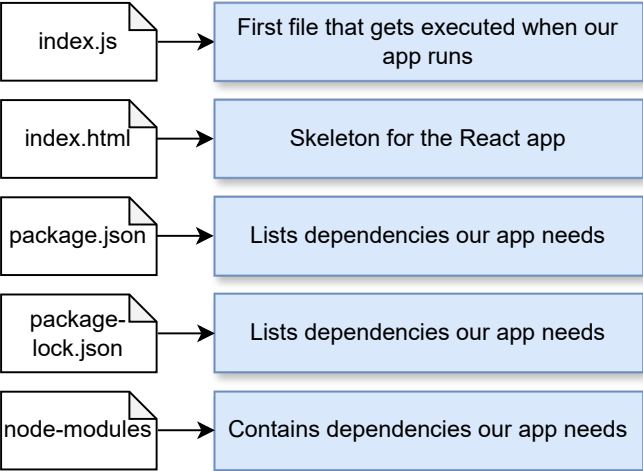 index.js
First file that gets executed when our
app runs
index.html
Skeleton for the React app
package.json
Lists dependencies our app needs
package-
lock.json
Lists dependencies our app needs
node-modules
Contains dependencies our app needs